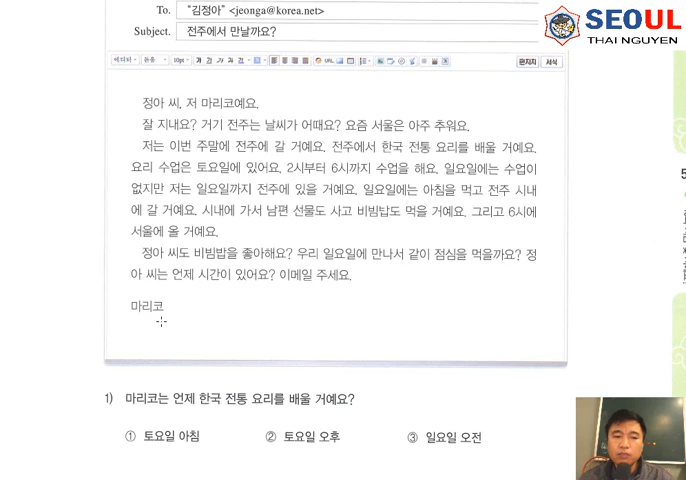 To. "김정아" <jeonga@korea.net>
SEOUL
THAI NGUYEN
Subject. 전주에서 만날까요?
10pt
가 가 가 가
URL
편지지 서식
정아 씨, 저 마리코예요.
잘 지내요? 거기 전주는 날씨가 어때요? 요즘 서울은 아주 추워요.
저는 이번 주말에 전주에 갈 거예요. 전주에서 한국 전통 요리를 배울 거예요.
요리 수업은 토요일에 있어요. 2시부터 6시까지 수업을 해요. 일요일에는 수업이
없지만 저는 일요일까지 전주에 있을 거예요. 일요일에는 아침을 먹고 전주 시내
에 갈 거예요. 시내에 가서 남편 선물도 사고 비빔밥도 먹을 거예요. 그리고 6시에
서울에 올 거예요.
정아 씨도 비빔밥을 좋아해요? 우리 일요일에 만나서 같이 점심을 먹을까요? 정
아 씨는 언제 시간이 있어요? 이메일 주세요.
마리코
1) 마리코는 언제 한국 전통 요리를 배울 거예요?
① 토요일 아침 ② 토요일 오후 ③ 일요일 오전